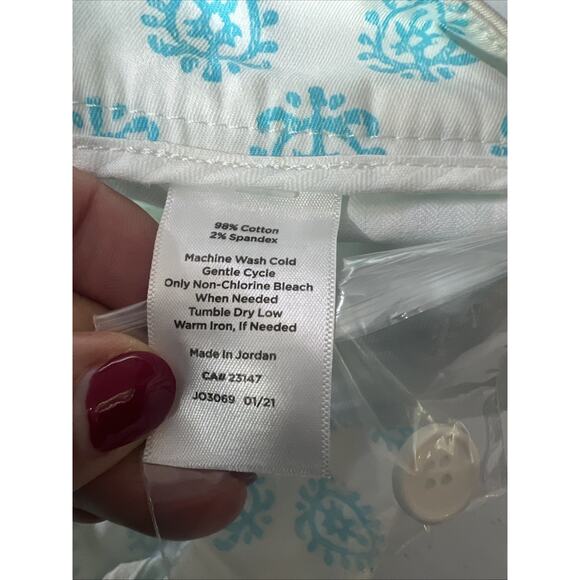 98% Cotton
2% Spandex
Machine Wash Cold
Gentle Cycle
Only Non-Chlorine Bleach
When Needed
Tumble Dry Low
Warm Iron, If Needed
Made in Jordan
CA# 23147
JO3069 01/21